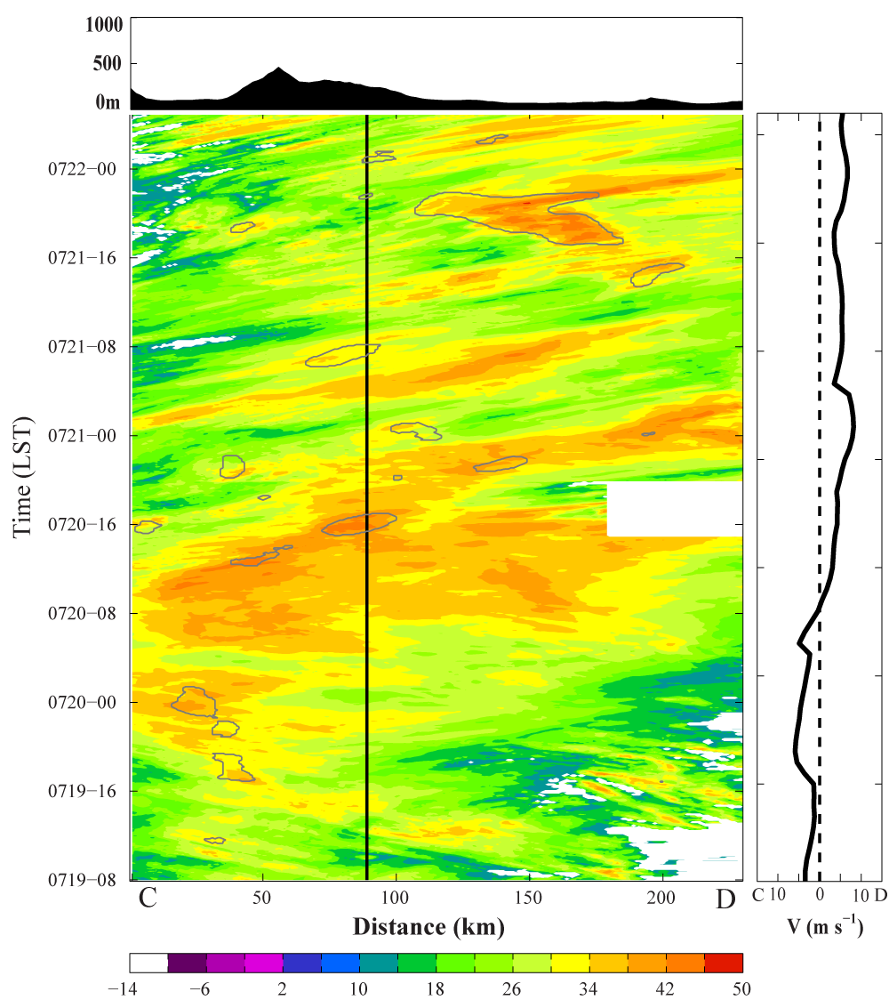 1000
500
0m
0722−00
0721−16
0721−08
0721−00
0720−16
0720−08
0720−00
0719−16
0719−08
Time (LST)
C 50 100 150 200 D
Distance (km)
C 10 0 10 D
V (m s⁻¹)
−14 −6 2 10 18 26 34 42 50